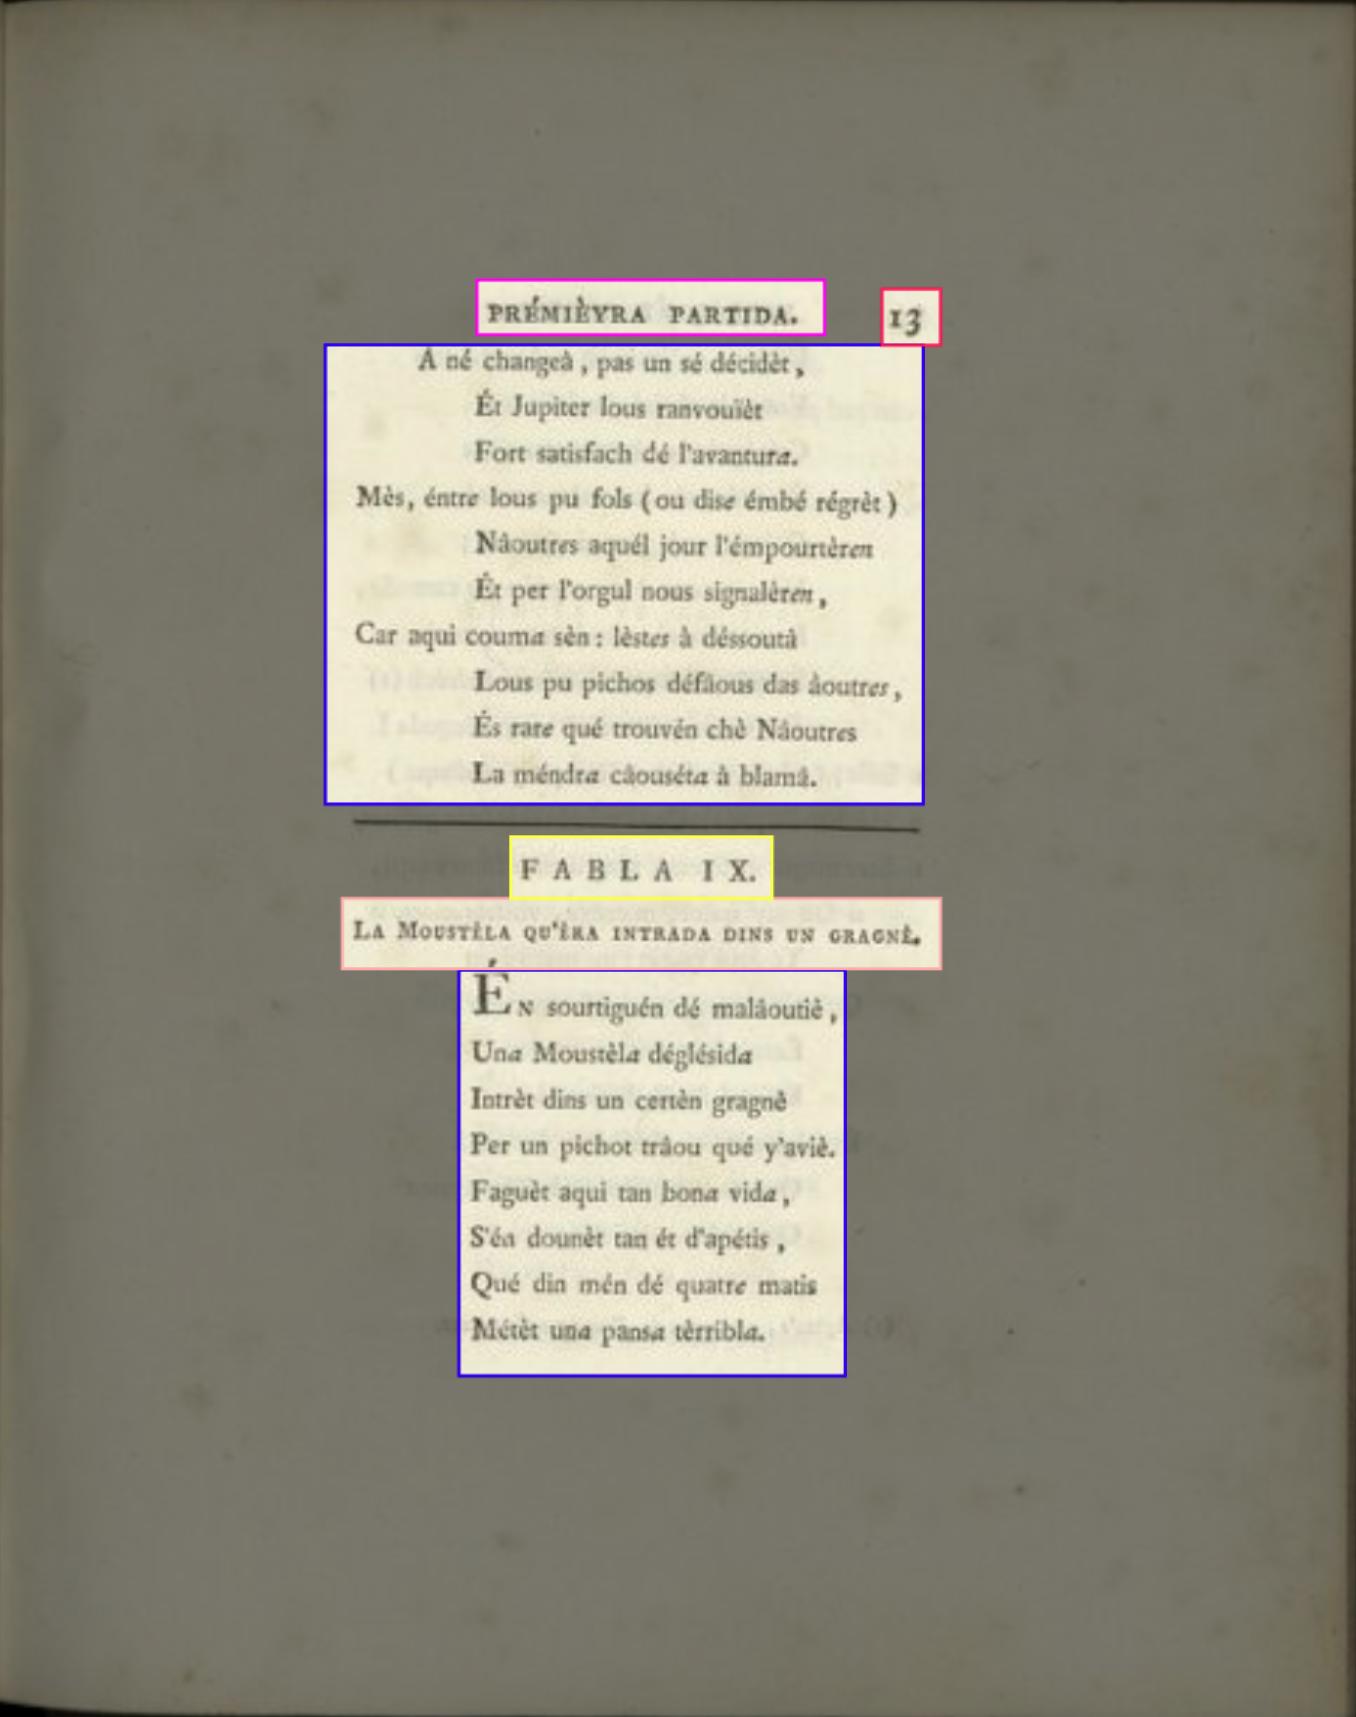 PRÉMIÈYRA PARTIDA. 13
A né changeà, pas un sé décidèt,
Ét Jupiter lous ranvouïèt
Fort satisfach dé l'avantura.
Mès, éntre lous pu fols (ou dise émbé régrèt)
Nâoutres aquél jour l'émpourtèren
Ét per l'orgul nous signalèren,
Car aqui couma sèn: lèstes à déssoutà
Lous pu pichos défâous das âoutres,
És rare qué trouvén chè Nâoutres
La méndra câouséta à blamâ.
FABLA IX.
LA MOUSTÈLA QU'ÈRA INTRADA DINS UN GRAGNÈ.
ÉN sourtiguén dé malâoutiè,
Una Moustèla déglésida
Intrèt dins un certèn gragnè
Per un pichot trâou qué y'aviè.
Faguèt aqui tan bona vida,
S'én dounèt tan ét d'apétis,
Qué din mén dé quatre matis
Métèt una pansa tèrribla.